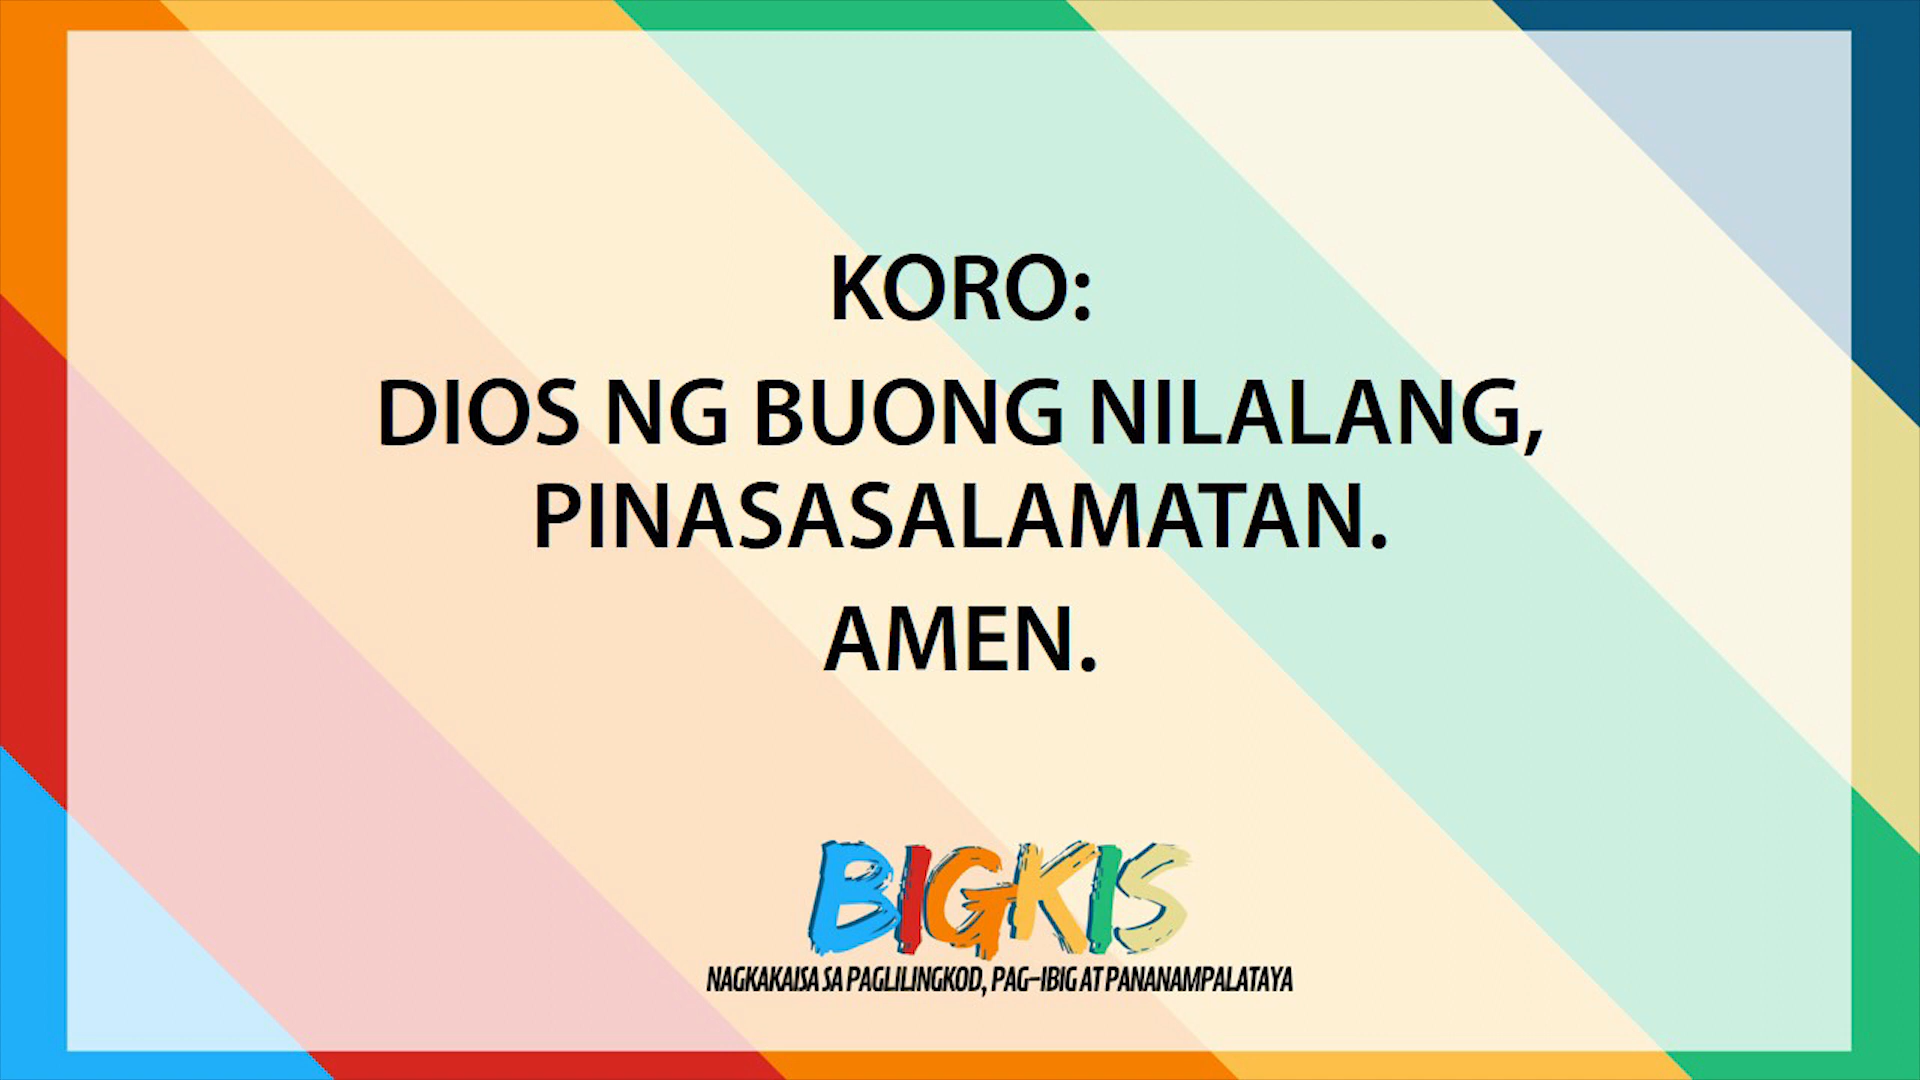 KORO:
DIOS NG BUONG NILALANG,
PINASASALAMATAN.
AMEN.
BIGKIS
NAGKAKAISA SA PAGLILINGKOD, PAG-IBIG AT PANANAMPALATAYA